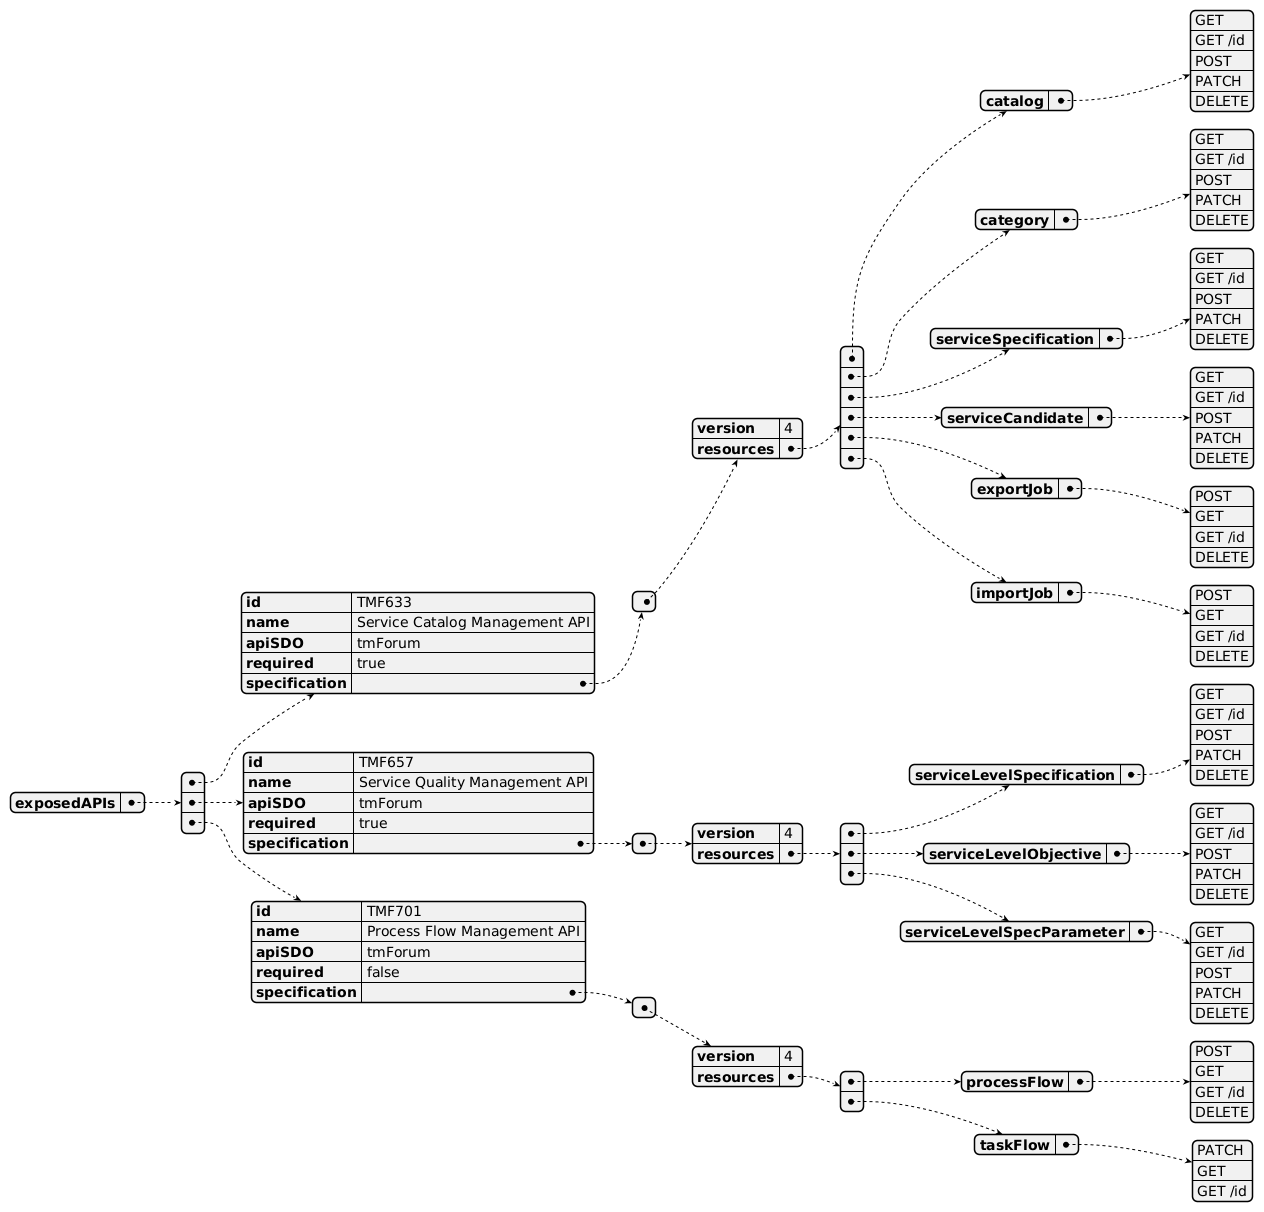 exposedAPIs
id TMF633
name Service Catalog Management API
apiSDO tmForum
required true
specification
version 4
resources
catalog
GET
GET /id
POST
PATCH
DELETE
category
GET
GET /id
POST
PATCH
DELETE
serviceSpecification
GET
GET /id
POST
PATCH
DELETE
serviceCandidate
GET
GET /id
POST
PATCH
DELETE
exportJob
POST
GET
GET /id
DELETE
importJob
POST
GET
GET /id
DELETE
id TMF657
name Service Quality Management API
apiSDO tmForum
required true
specification
version 4
resources
serviceLevelSpecification
GET
GET /id
POST
PATCH
DELETE
serviceLevelObjective
GET
GET /id
POST
PATCH
DELETE
serviceLevelSpecParameter
GET
GET /id
POST
PATCH
DELETE
id TMF701
name Process Flow Management API
apiSDO tmForum
required false
specification
version 4
resources
processFlow
POST
GET
GET /id
DELETE
taskFlow
PATCH
GET
GET /id